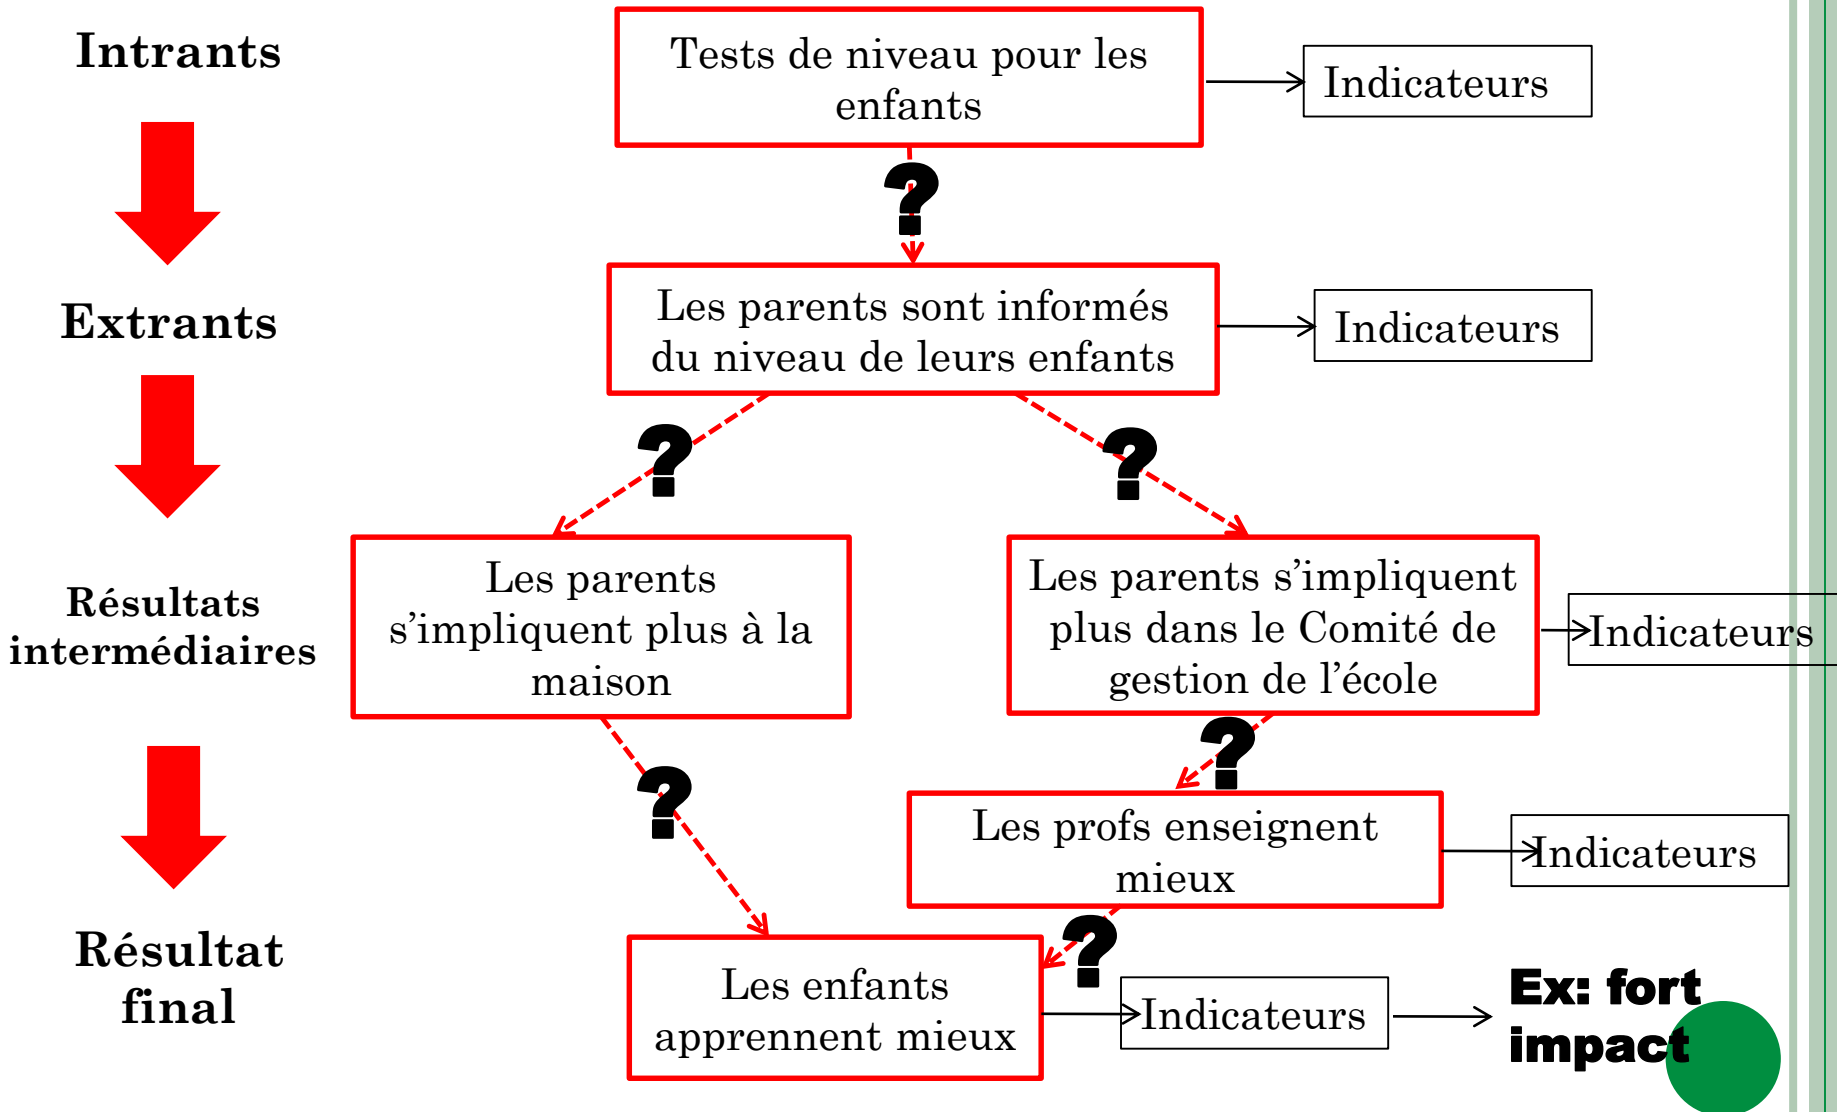 Intrants
Tests de niveau pour les
enfants
Indicateurs
?
Extrants
Les parents sont informés
du niveau de leurs enfants
Indicateurs
?
?
Résultats
intermédiaires
Les parents
s'impliquent plus à la
maison
Les parents s'impliquent
plus dans le Comité de
gestion de l'école
Indicateurs
?
?
Les profs enseignent
mieux
Indicateurs
?
Résultat
final
Les enfants
apprennent mieux
Indicateurs
Ex: fort
impact